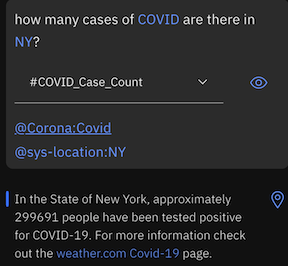 how many cases of COVID are there in
NY?
#COVID_Case_Count
@Corona:Covid
@sys-location:NY
In the State of New York, approximately
299691 people have been tested positive
for COVID-19. For more information check
out the weather.com Covid-19 page.